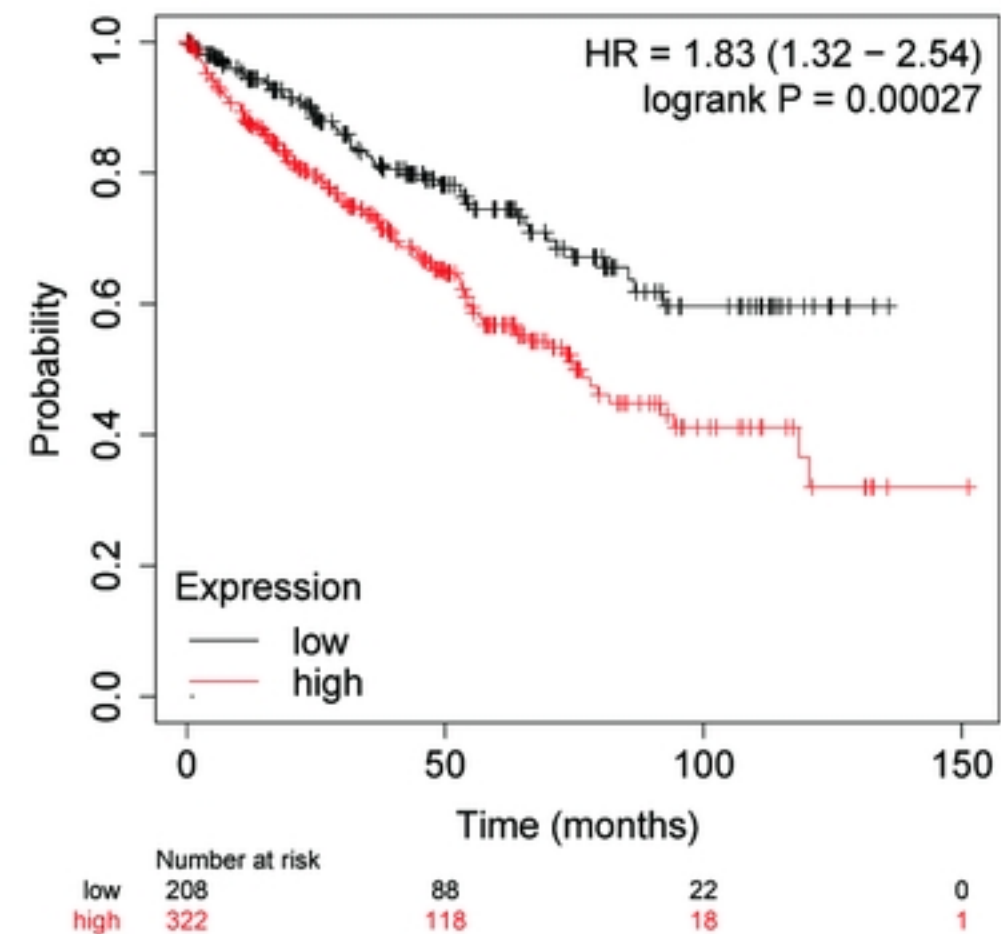 HR = 1.83 (1.32 − 2.54)
logrank P = 0.00027
Probability
1.0
0.8
0.6
0.4
0.2
0.0
Expression
low
high
0 50 100 150
Time (months)
Number at risk
low 208 88 22 0
high 322 118 18 1